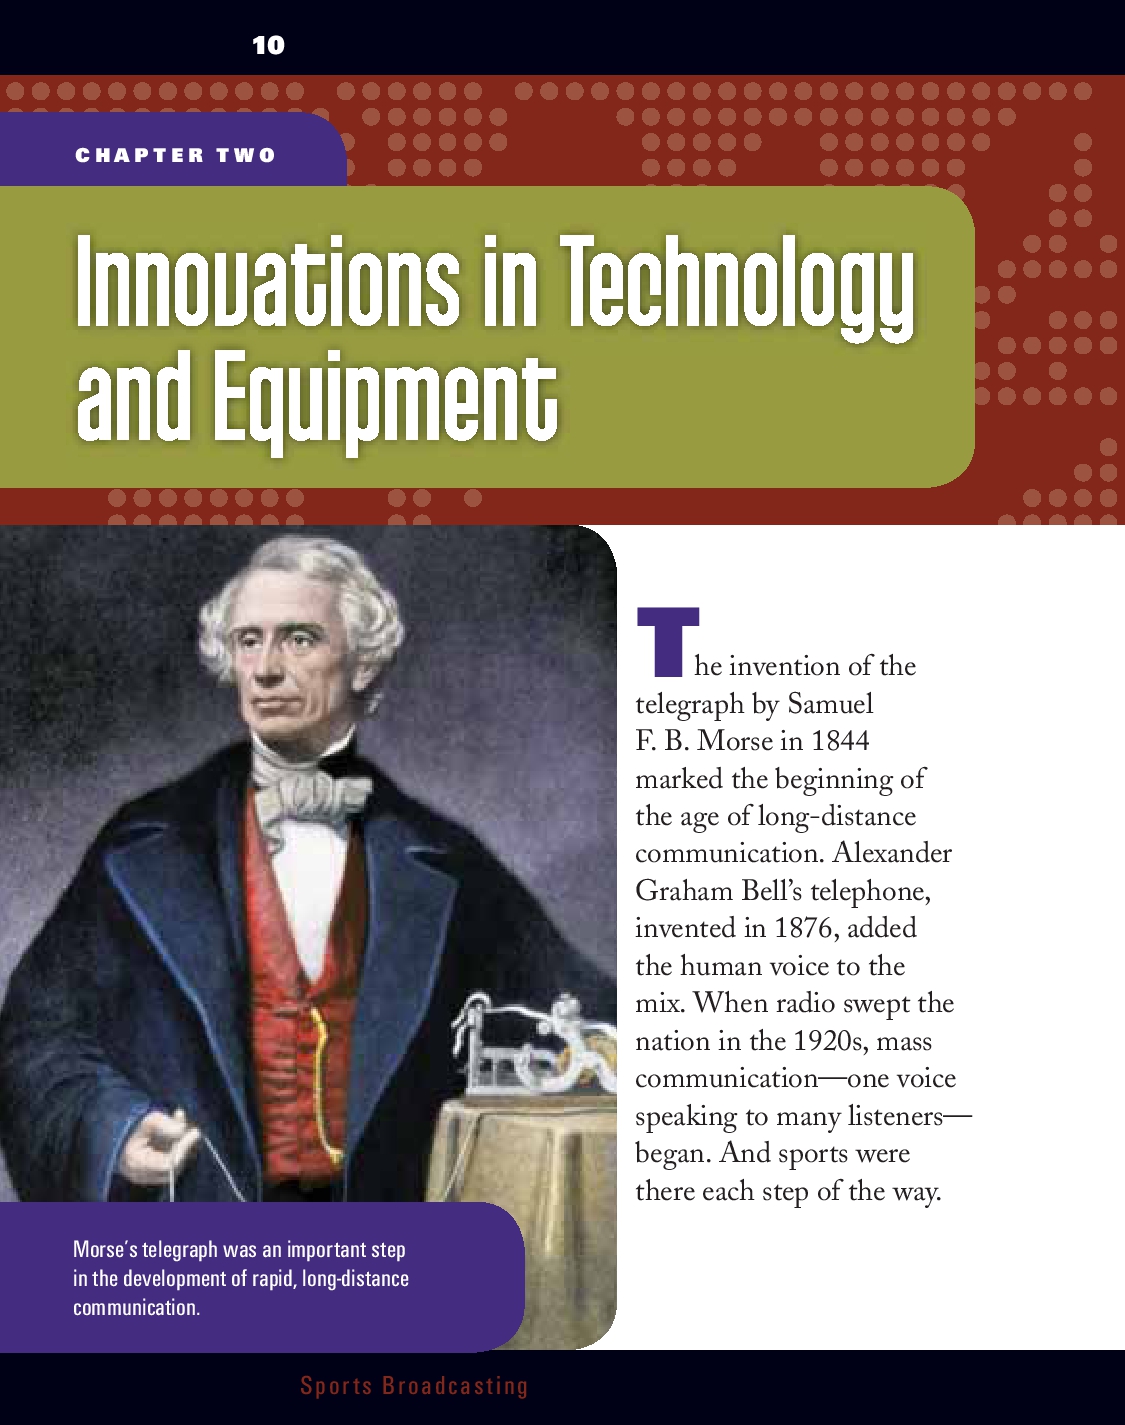 10
CHAPTER TWO
Innovations in Technology
and Equipment
The invention of the
telegraph by Samuel
F. B. Morse in 1844
marked the beginning of
the age of long-distance
communication. Alexander
Graham Bell’s telephone,
invented in 1876, added
the human voice to the
mix. When radio swept the
nation in the 1920s, mass
communication—one voice
speaking to many listeners—
began. And sports were
there each step of the way.
Morse’s telegraph was an important step
in the development of rapid, long-distance
communication.
Sports Broadcasting